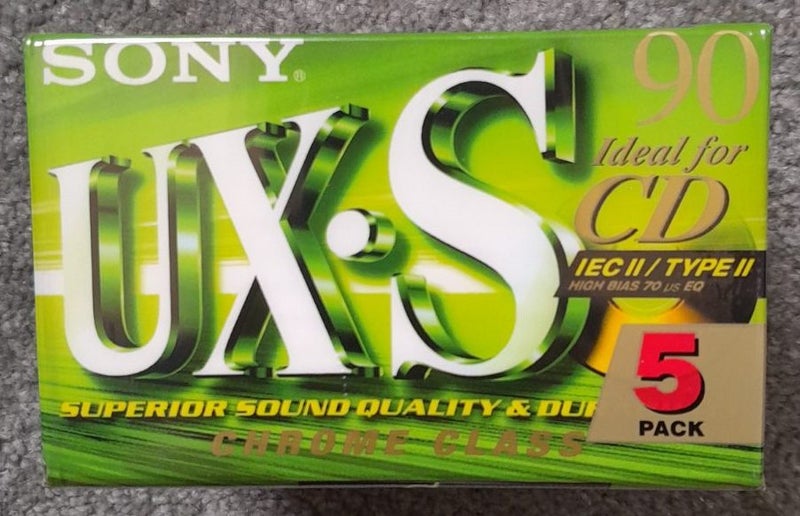 SONY®
90
Ideal for
CD
UX·S
IEC II / TYPE II
HIGH BIAS 70 µs EQ
5
PACK
SUPERIOR SOUND QUALITY &
CHROME CLASS